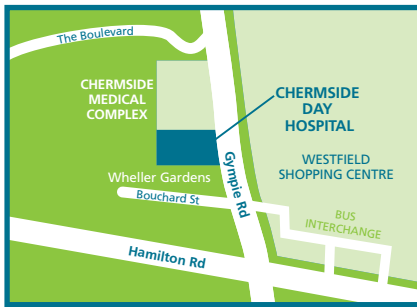 The Boulevard
CHERMSIDE
MEDICAL
COMPLEX
CHERMSIDE
DAY
HOSPITAL
WESTFIELD
SHOPPING CENTRE
Gympie Rd
Wheller Gardens
Bouchard St
BUS
INTERCHANGE
Hamilton Rd